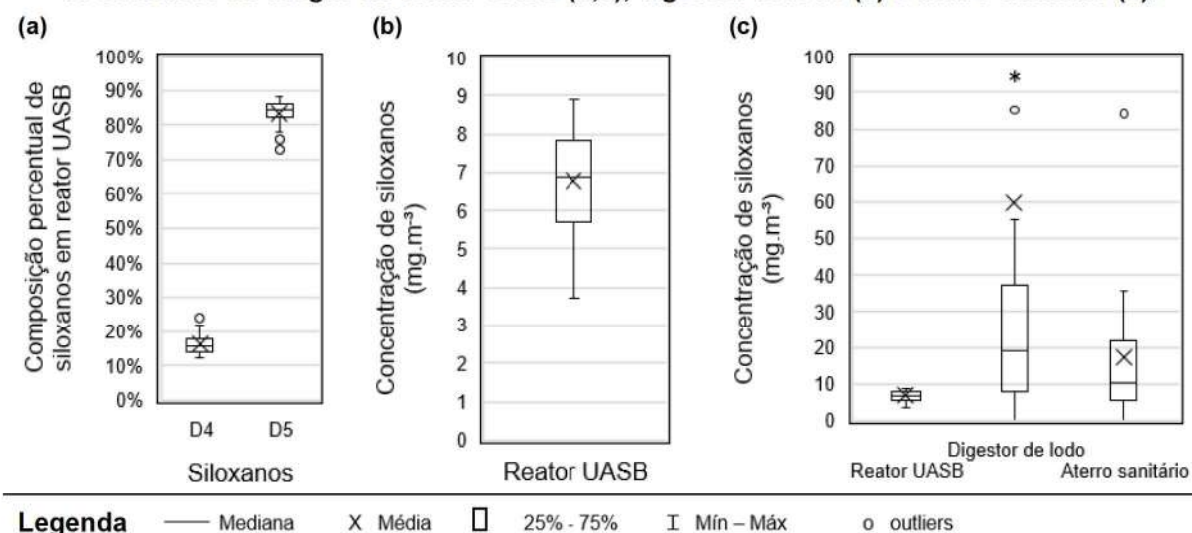 (a)
Composição percentual de
siloxanos em reator UASB
100%
90%
80%
70%
60%
50%
40%
30%
20%
10%
0%
D4 D5
Siloxanos
(b)
Concentração de siloxanos
(mg.m⁻³)
10
9
8
7
6
5
4
3
2
1
0
Reator UASB
(c)
Concentração de siloxanos
(mg.m⁻³)
100
90
80
70
60
50
40
30
20
10
0
Digestor de lodo
Reator UASB Aterro sanitário
Legenda Mediana X Média 25% - 75% Mín – Máx o outliers